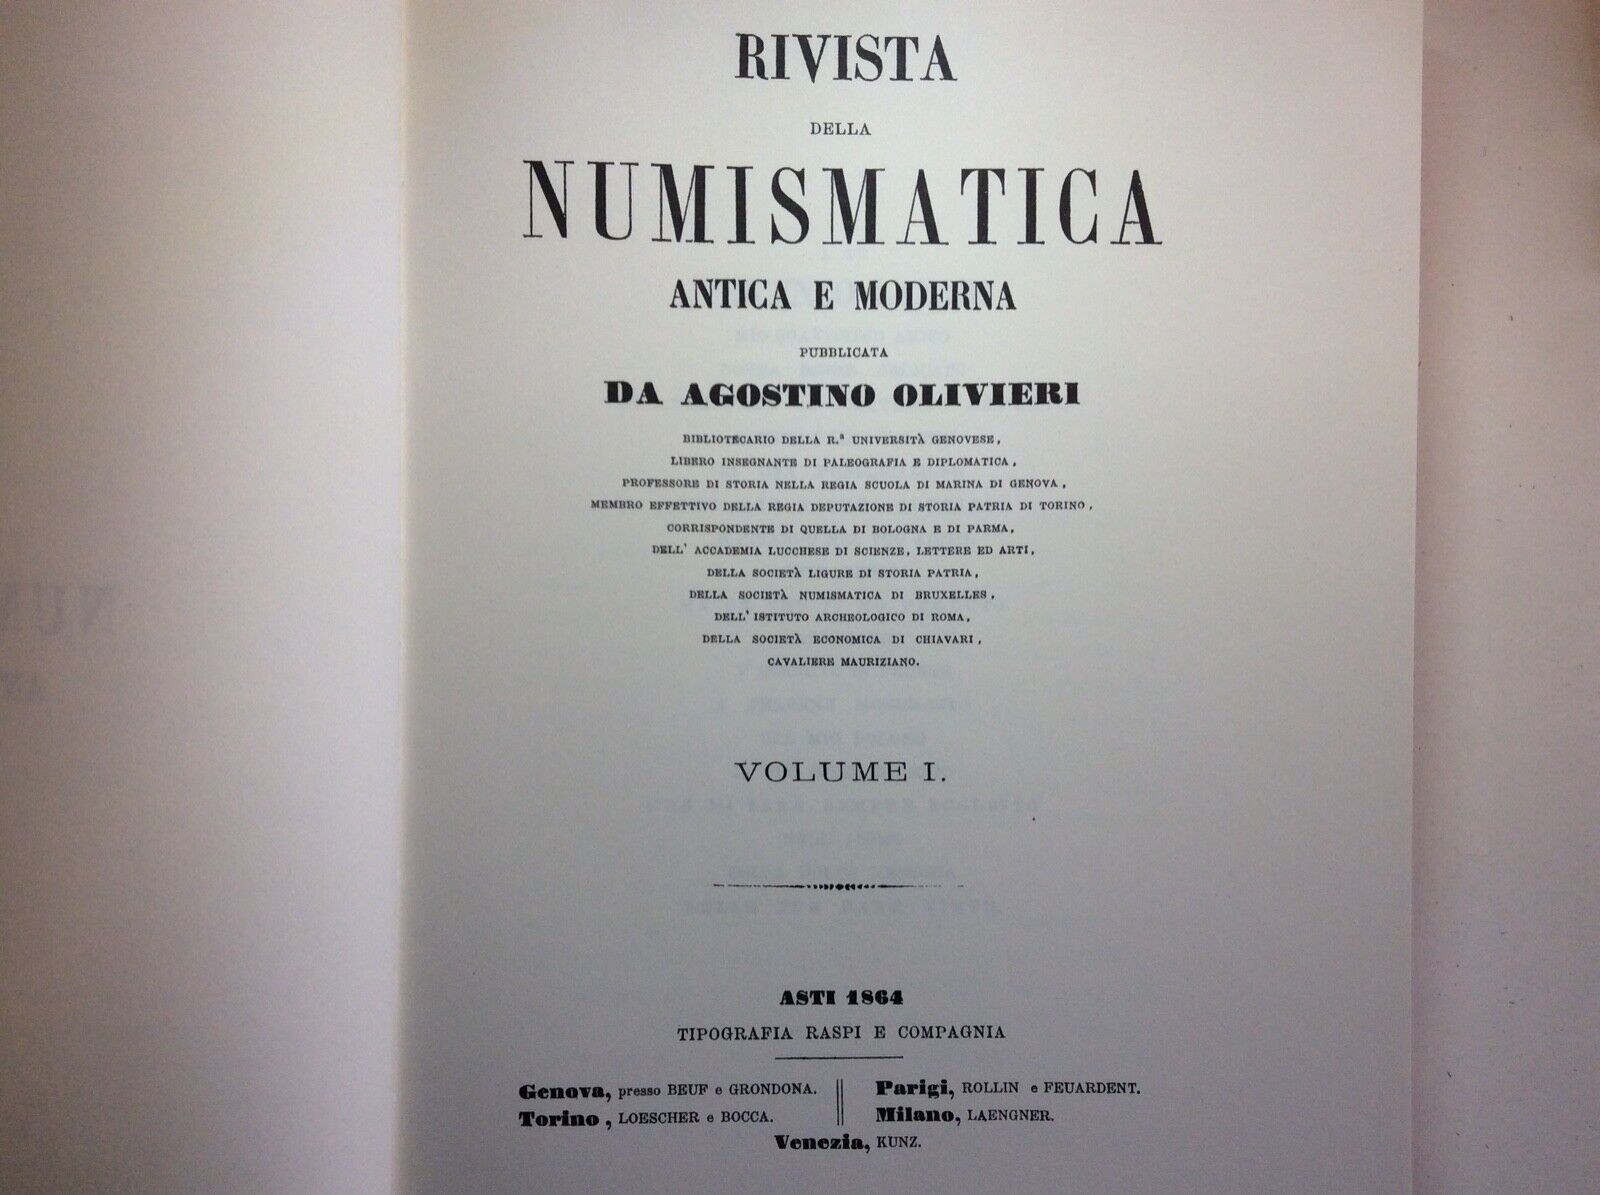 RIVISTA
DELLA
NUMISMATICA
ANTICA E MODERNA
PUBBLICATA
DA AGOSTINO OLIVIERI
BIBLIOTECARIO DELLA R.ª UNIVERSITÀ GENOVESE,
LIBERO INSEGNANTE DI PALEOGRAFIA E DIPLOMATICA,
PROFESSORE DI STORIA NELLA REGIA SCUOLA DI MARINA DI GENOVA,
MEMBRO EFFETTIVO DELLA REGIA DEPUTAZIONE DI STORIA PATRIA DI TORINO,
CORRISPONDENTE DI QUELLA DI BOLOGNA E DI PARMA,
DELL' ACCADEMIA LUCCHESE DI SCIENZE, LETTERE ED ARTI,
DELLA SOCIETÀ LIGURE DI STORIA PATRIA,
DELLA SOCIETÀ NUMISMATICA DI BRUXELLES,
DELL' ISTITUTO ARCHEOLOGICO DI ROMA,
DELLA SOCIETÀ ECONOMICA DI CHIAVARI,
CAVALIERE MAURIZIANO.
VOLUME I.
ASTI 1864
TIPOGRAFIA RASPI E COMPAGNIA
Genova, presso BEUF e GRONDONA.
Torino, LOESCHER e BOCCA.
Parigi, ROLLIN e FEUARDENT.
Milano, LAENGNER.
Venezia, KUNZ.